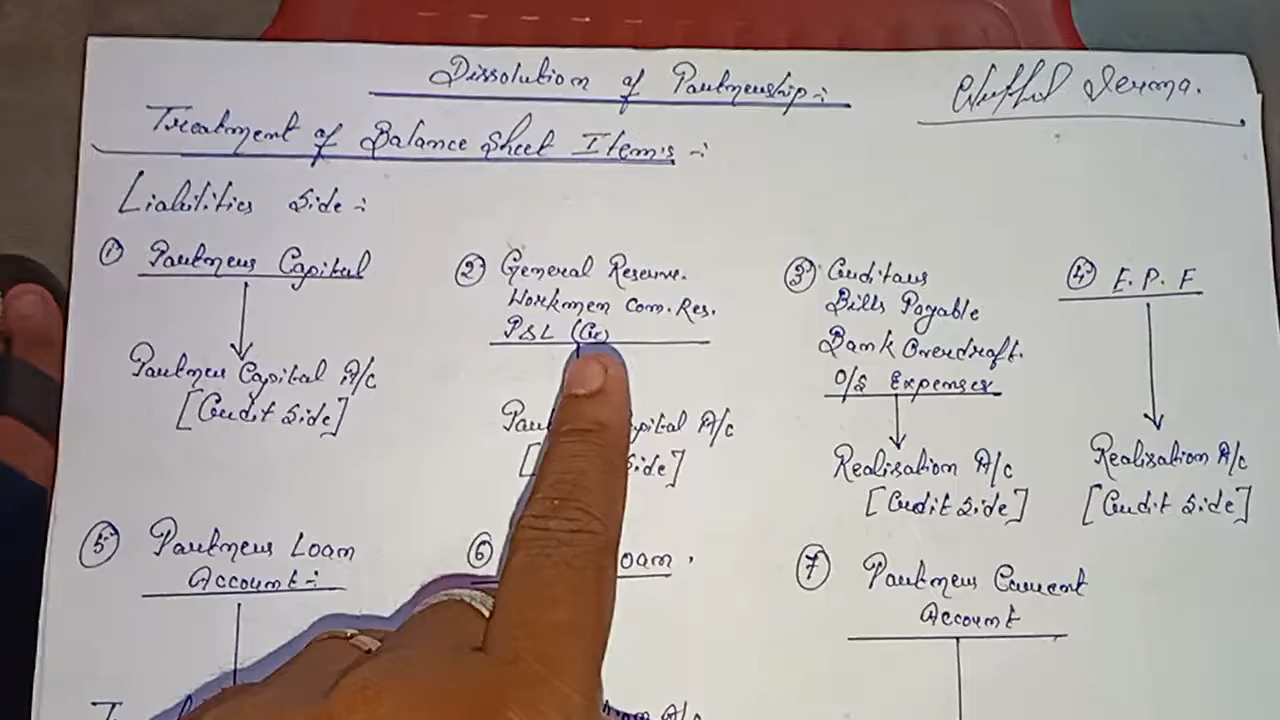 Dissolution of Partnership:
Treatment of Balance Sheet Items:
Liabilities Side:
① Partners Capital
Partner Capital A/c
[Credit Side]
② General Reserve.
Workmen Com. Res.
P&L (Cr)
Capital A/c
Side]
③ Creditors
Bills Payable
Bank Overdraft.
O/S Expenses
Realisation A/c
[Credit Side]
④ E.P.F
Realisation A/c
[Credit Side]
⑤ Partners Loan
Account:
⑥ Loan.
⑦ Partners Current
Account
A/c